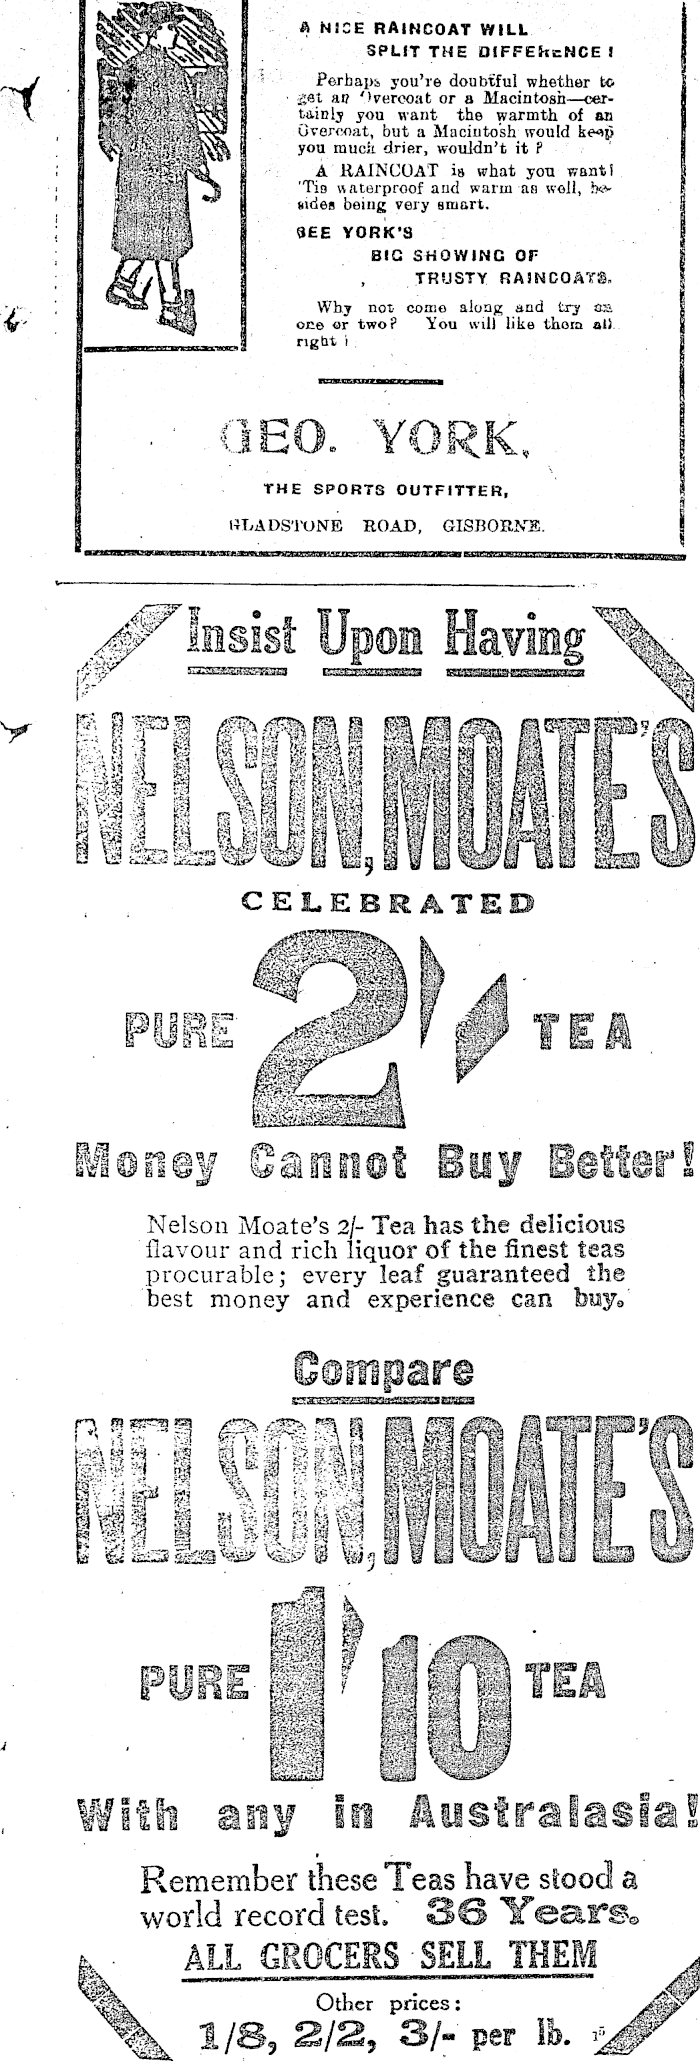 A NICE RAINCOAT WILL
SPLIT THE DIFFERENCE!
Perhaps you're doubtful whether to
get an Overcoat or a Macintosh—cer-
tainly you want the warmth of an
Overcoat, but a Macintosh would keep
you much drier, wouldn't it?
A RAINCOAT is what you want!
'Tis waterproof and warm as well, be-
sides being very smart.
SEE YORK'S
BIG SHOWING OF
TRUSTY RAINCOATS.
Why not come along and try on
one or two? You will like them all
right!
GEO. YORK,
THE SPORTS OUTFITTER,
GLADSTONE ROAD, GISBORNE.
Insist Upon Having
NELSON, MOATE'S
CELEBRATED
PURE 2/- TEA
Money Cannot Buy Better!
Nelson Moate's 2/- Tea has the delicious
flavour and rich liquor of the finest teas
procurable; every leaf guaranteed the
best money and experience can buy.
Compare
NELSON, MOATE'S
PURE 1'10 TEA
With any in Australasia!
Remember these Teas have stood a
world record test. 36 Years.
ALL GROCERS SELL THEM
Other prices:
1/8, 2/2, 3/- per lb. 15